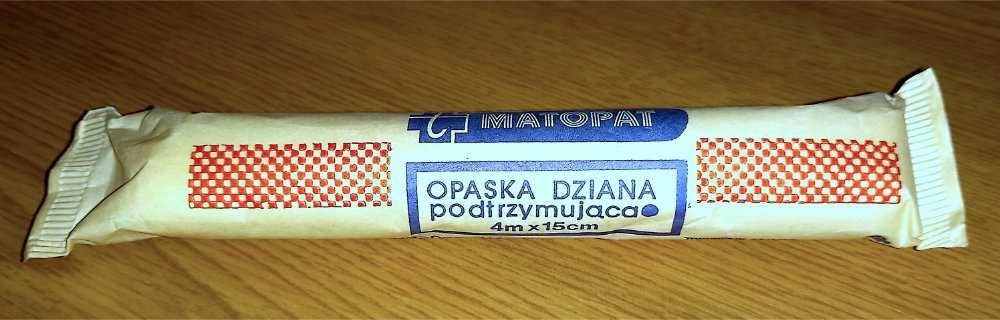 MATOPAT
OPASKA DZIANA
podtrzymująca
4m x 15cm